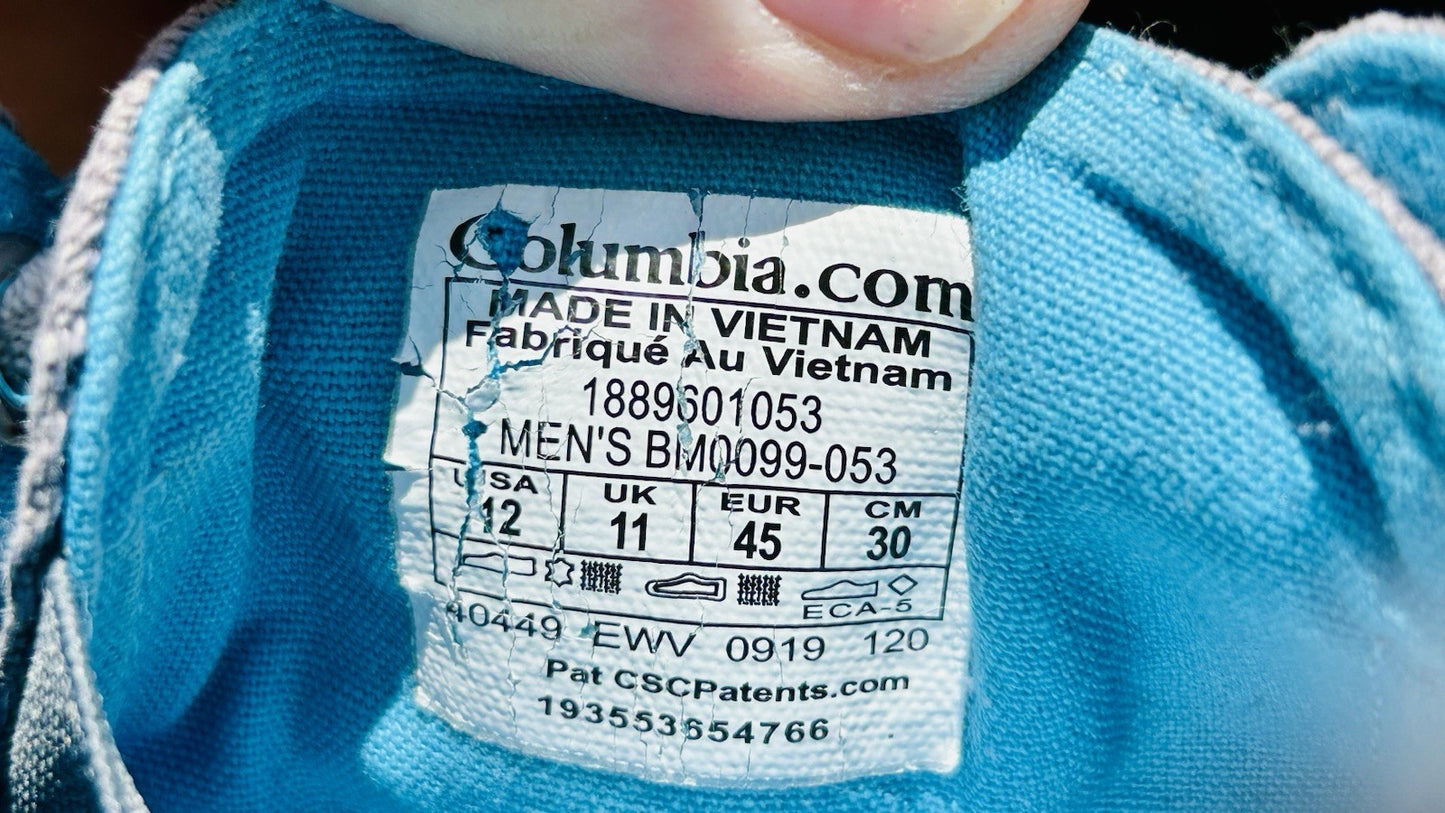 Columbia.com
MADE IN VIETNAM
Fabriqué Au Vietnam
1889601053
MEN'S BM0099-053
USA UK EUR CM
12 11 45 30
ECA-5
40449 EWV 0919 120
Pat CSCPatents.com
193553654766